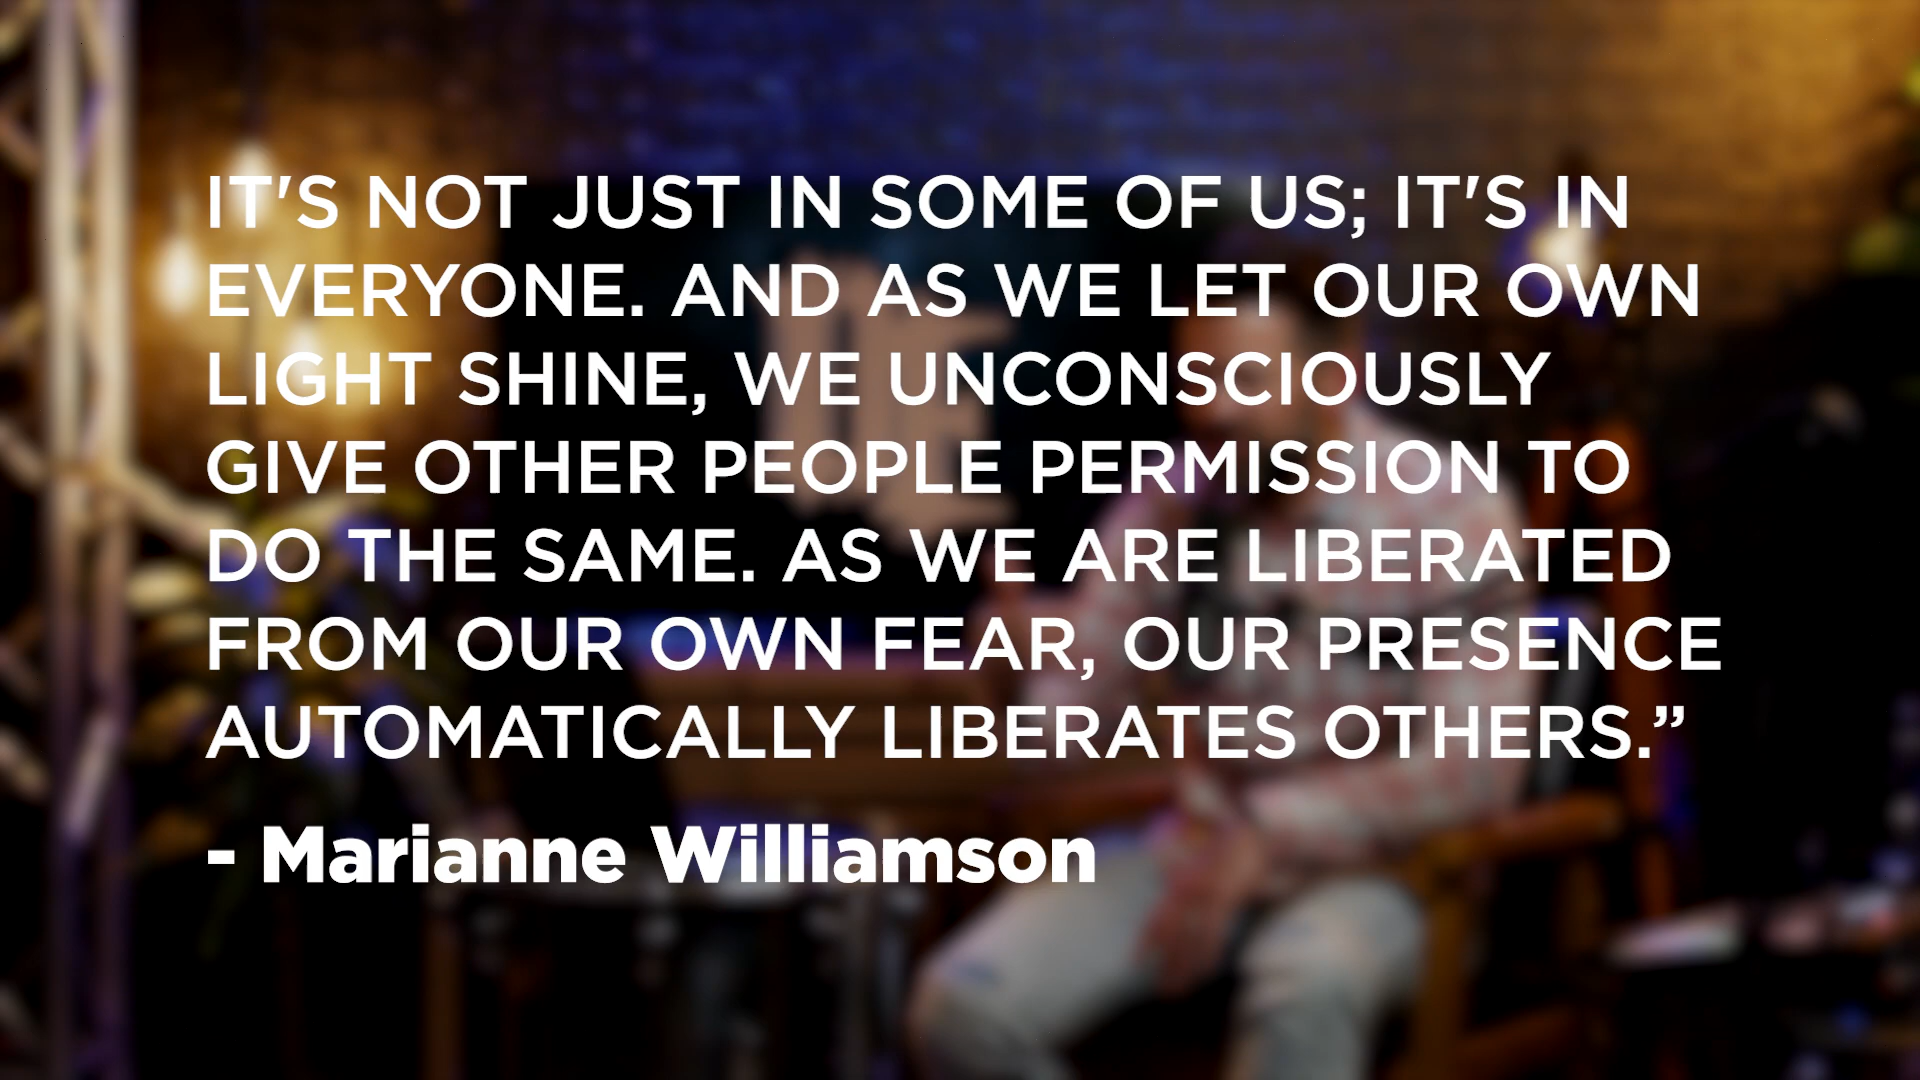 IT'S NOT JUST IN SOME OF US; IT'S IN
EVERYONE. AND AS WE LET OUR OWN
LIGHT SHINE, WE UNCONSCIOUSLY
GIVE OTHER PEOPLE PERMISSION TO
DO THE SAME. AS WE ARE LIBERATED
FROM OUR OWN FEAR, OUR PRESENCE
AUTOMATICALLY LIBERATES OTHERS.”
- Marianne Williamson